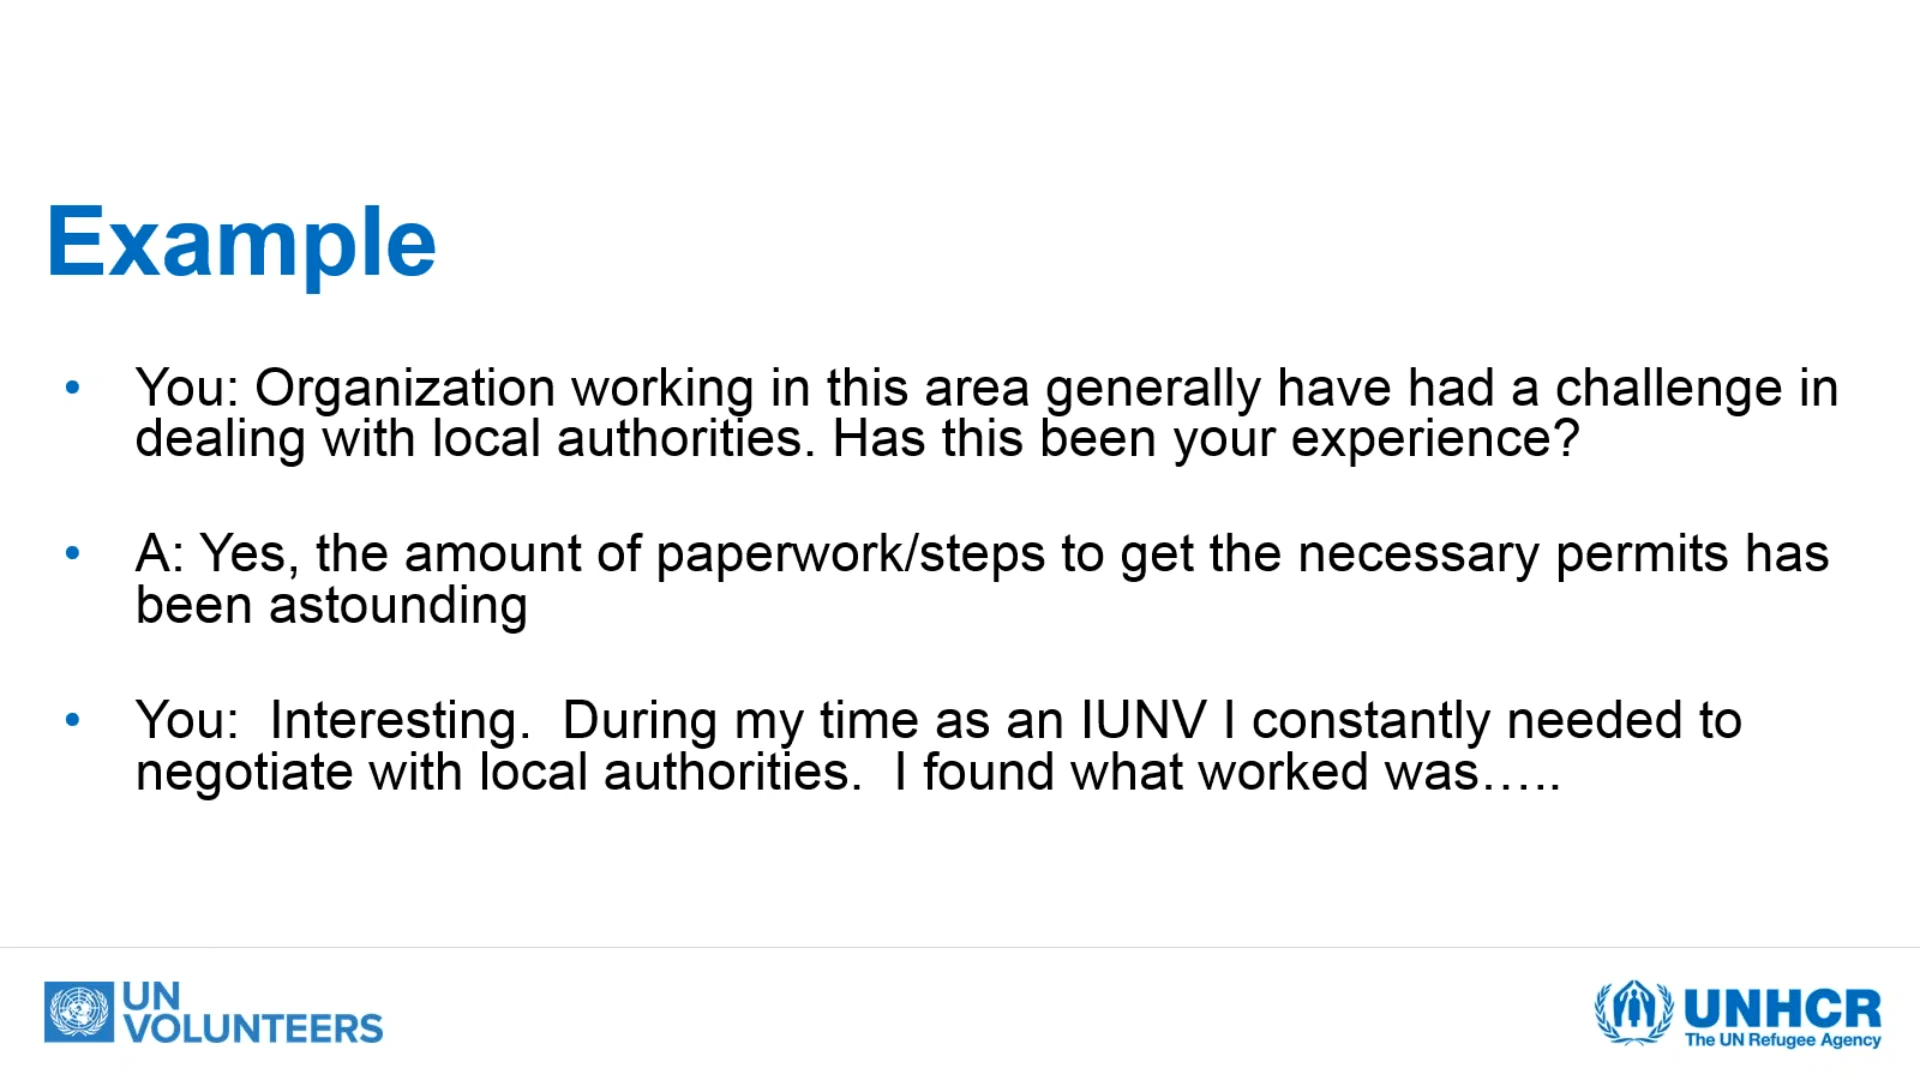 Example
• You: Organization working in this area generally have had a challenge in
dealing with local authorities. Has this been your experience?
• A: Yes, the amount of paperwork/steps to get the necessary permits has
been astounding
• You:  Interesting.  During my time as an IUNV I constantly needed to
negotiate with local authorities.  I found what worked was…..
UN
VOLUNTEERS
UNHCR
The UN Refugee Agency